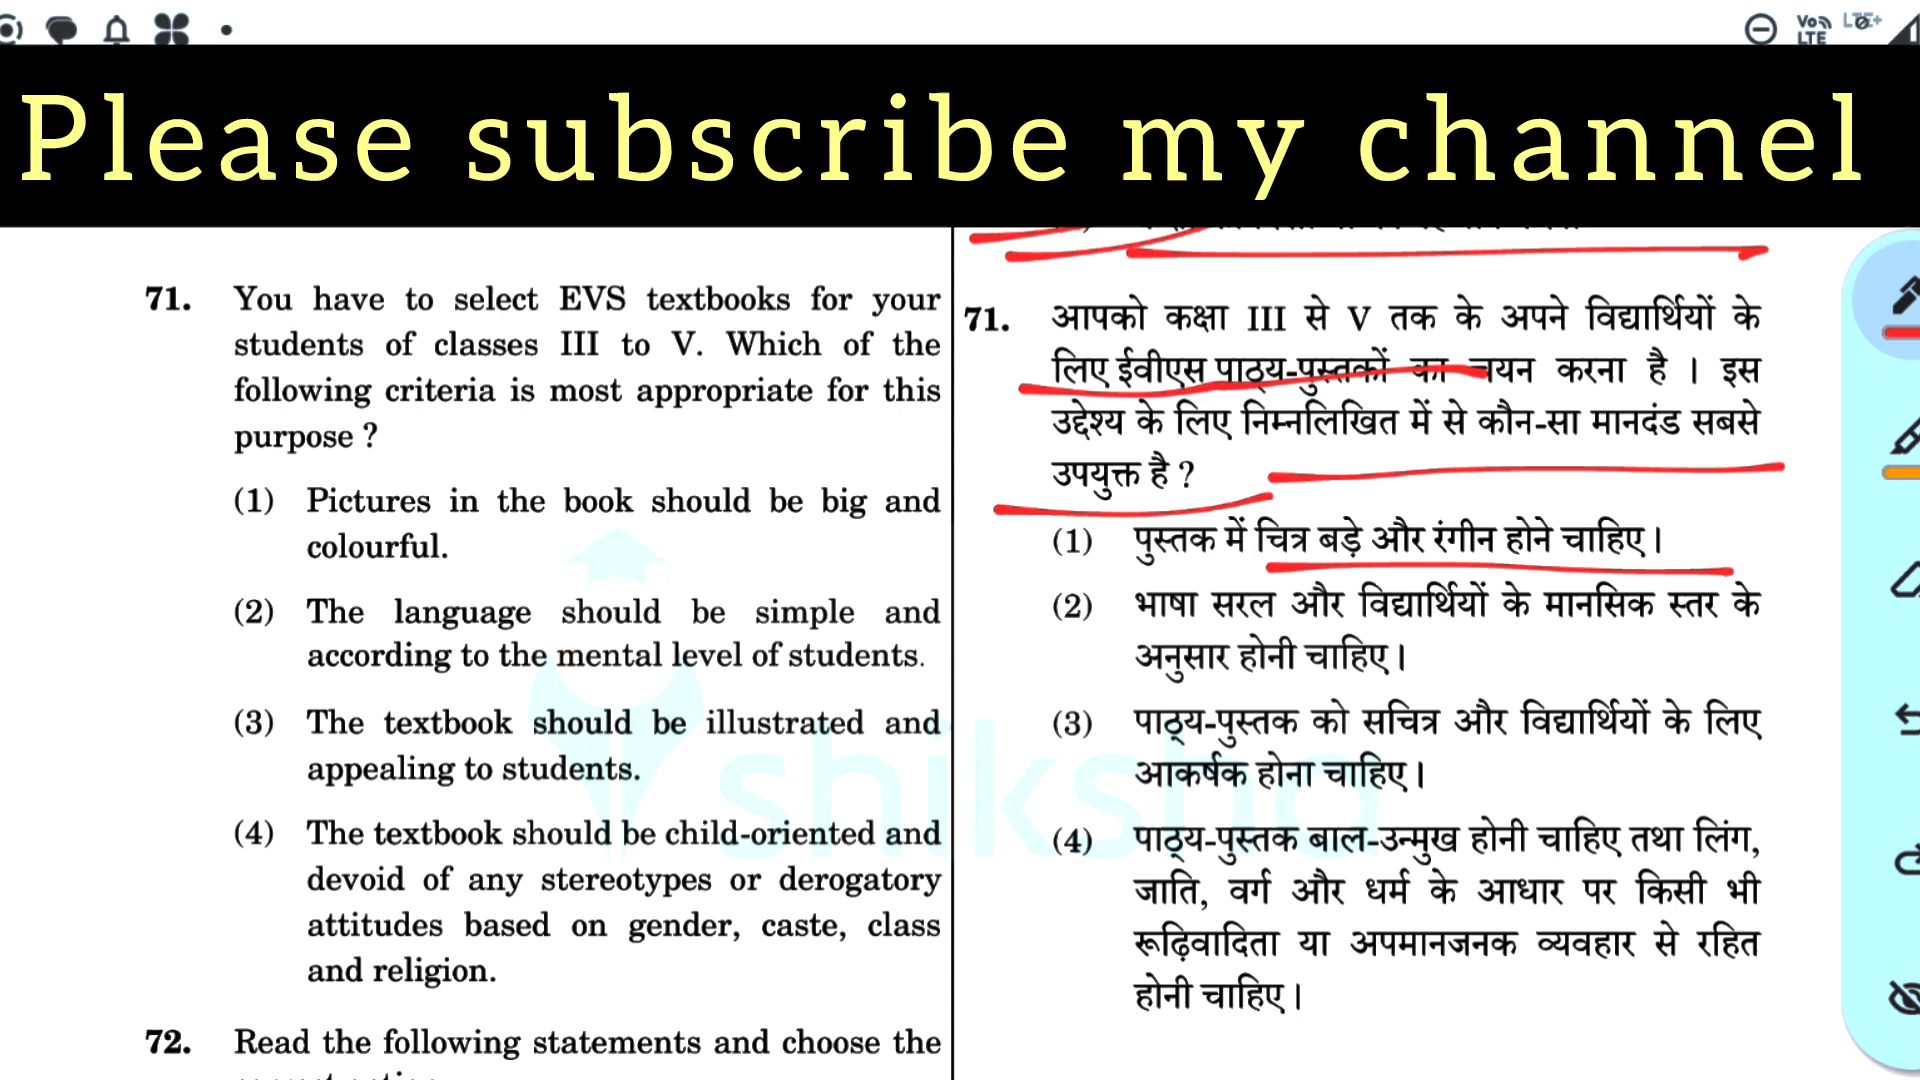 Please subscribe my channel
71. You have to select EVS textbooks for your
students of classes III to V. Which of the
following criteria is most appropriate for this
purpose ?
(1) Pictures in the book should be big and
colourful.
(2) The language should be simple and
according to the mental level of students.
(3) The textbook should be illustrated and
appealing to students.
(4) The textbook should be child-oriented and
devoid of any stereotypes or derogatory
attitudes based on gender, caste, class
and religion.
72. Read the following statements and choose the
71. आपको कक्षा III से V तक के अपने विद्यार्थियों के
लिए ईवीएस पाठ्य-पुस्तकों का चयन करना है । इस
उद्देश्य के लिए निम्नलिखित में से कौन-सा मानदंड सबसे
उपयुक्त है ?
(1) पुस्तक में चित्र बड़े और रंगीन होने चाहिए।
(2) भाषा सरल और विद्यार्थियों के मानसिक स्तर के
अनुसार होनी चाहिए।
(3) पाठ्य-पुस्तक को सचित्र और विद्यार्थियों के लिए
आकर्षक होना चाहिए।
(4) पाठ्य-पुस्तक बाल-उन्मुख होनी चाहिए तथा लिंग,
जाति, वर्ग और धर्म के आधार पर किसी भी
रूढ़िवादिता या अपमानजनक व्यवहार से रहित
होनी चाहिए।
shiksha
Vo LTE
LTE+